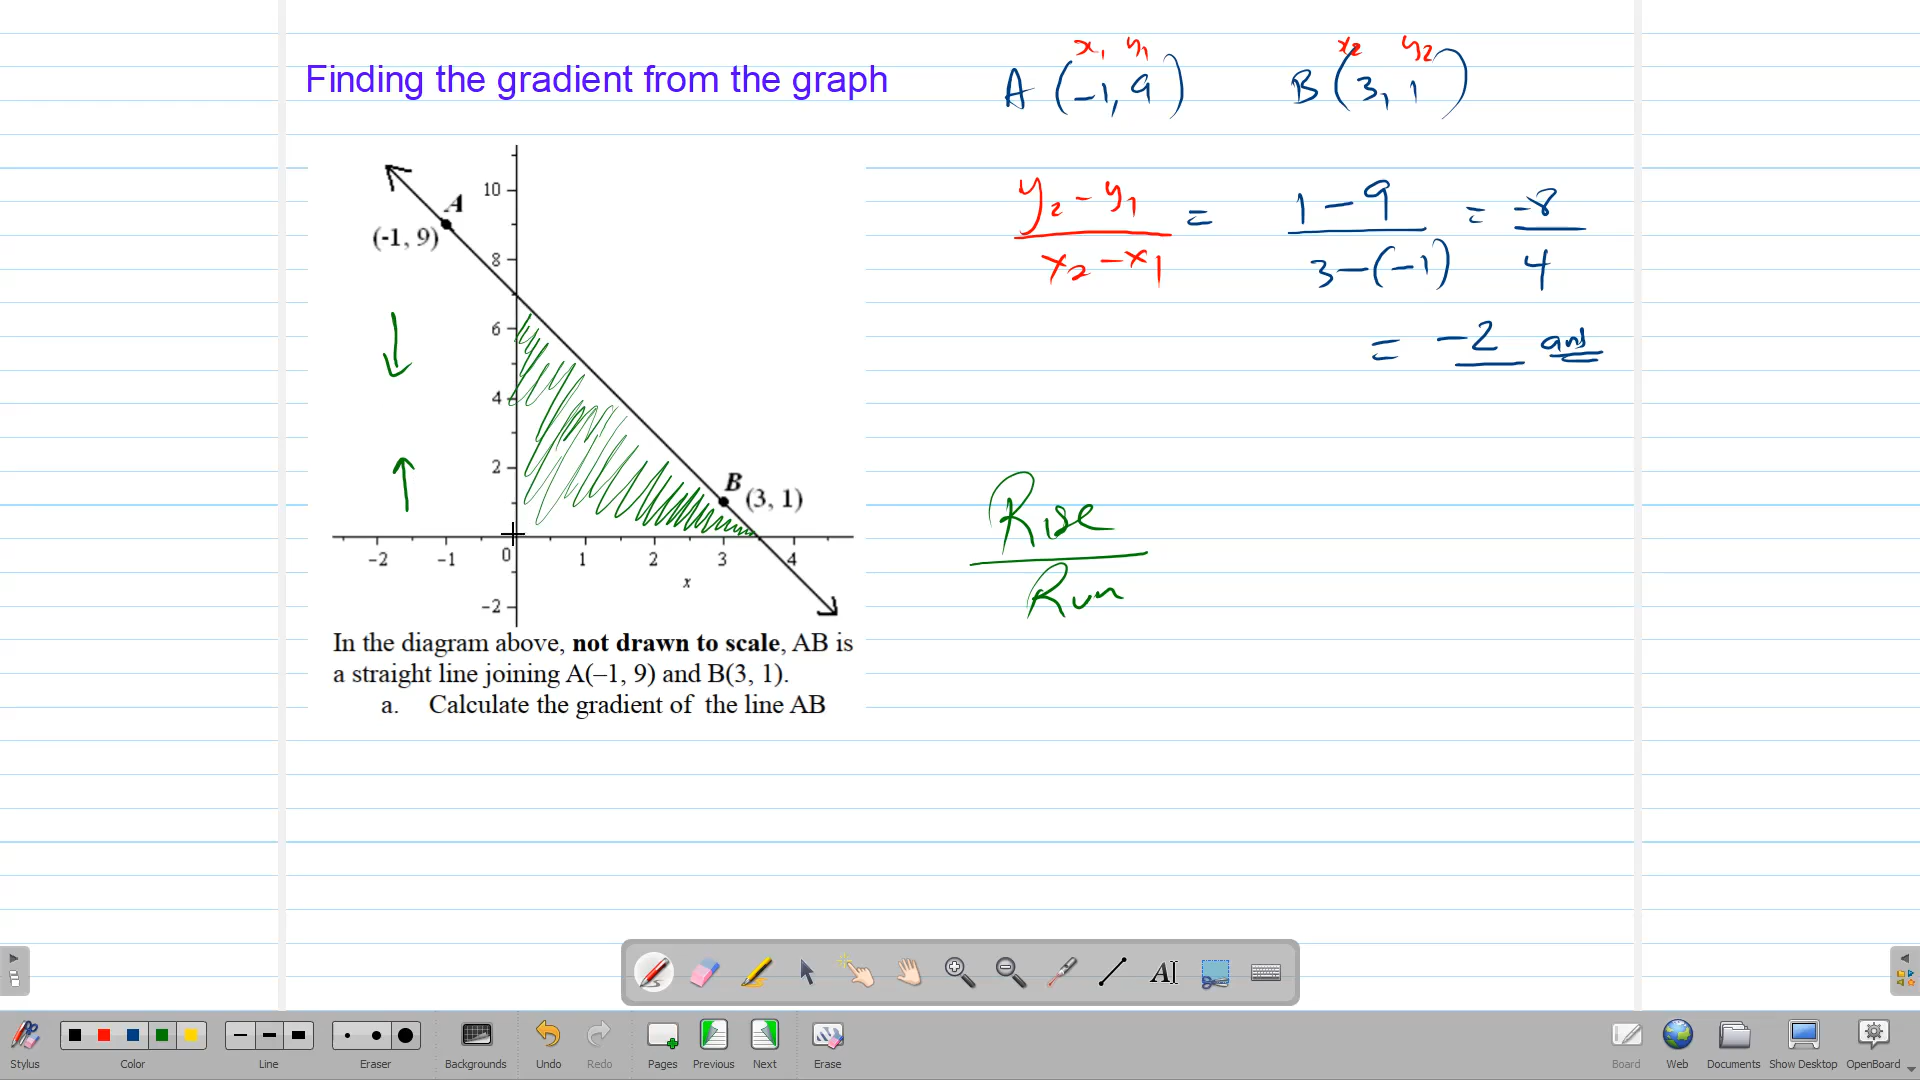 Finding the gradient from the graph
x1 y1
A (-1, 9)
x2 y2
B (3, 1)
y2 - y1 / x2 - x1 = 1 - 9 / 3 - (-1) = -8 / 4
= -2 ans
Rise
Run
A
(-1, 9)
10
8
6
4
2
B (3, 1)
-2 -1 0 1 2 3 4
x
-2
In the diagram above, not drawn to scale, AB is
a straight line joining A(–1, 9) and B(3, 1).
a. Calculate the gradient of the line AB
Stylus Color Line Eraser Backgrounds Undo Redo Pages Previous Next Erase Board Web Documents Show Desktop OpenBoard